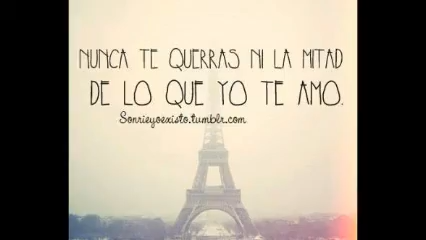 NUNCA TE QUERRAS NI LA MITAD
DE LO QUE YO TE AMO.
Sonrieyoexisto.tumblr.com